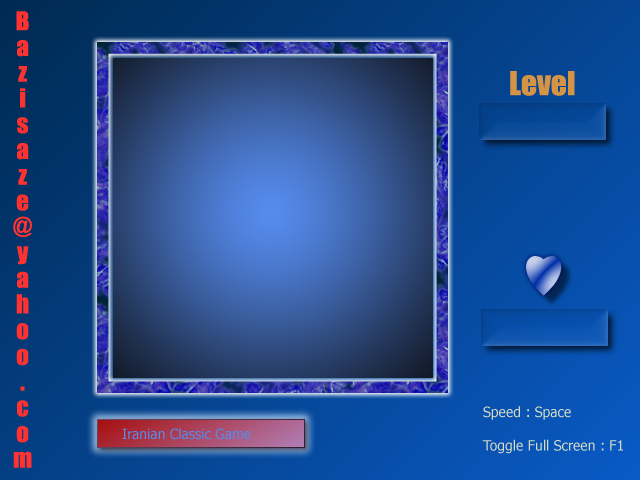 Bazisaze@yahoo.com
Level
Speed : Space
Iranian Classic Game
Toggle Full Screen : F1